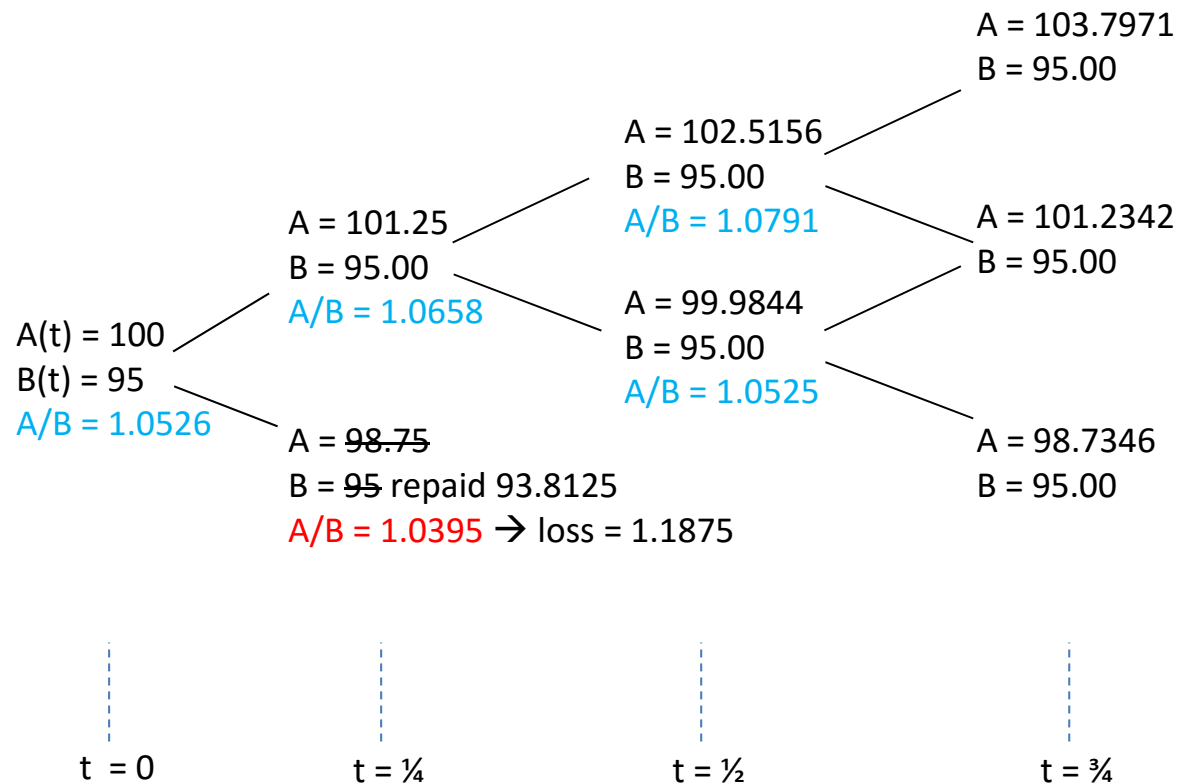 A(t) = 100
B(t) = 95
A/B = 1.0526
A = 101.25
B = 95.00
A/B = 1.0658
A = 98.75
B = 95 repaid 93.8125
A/B = 1.0395 → loss = 1.1875
A = 102.5156
B = 95.00
A/B = 1.0791
A = 99.9844
B = 95.00
A/B = 1.0525
A = 103.7971
B = 95.00
A = 101.2342
B = 95.00
A = 98.7346
B = 95.00
t = 0
t = ¼
t = ½
t = ¾